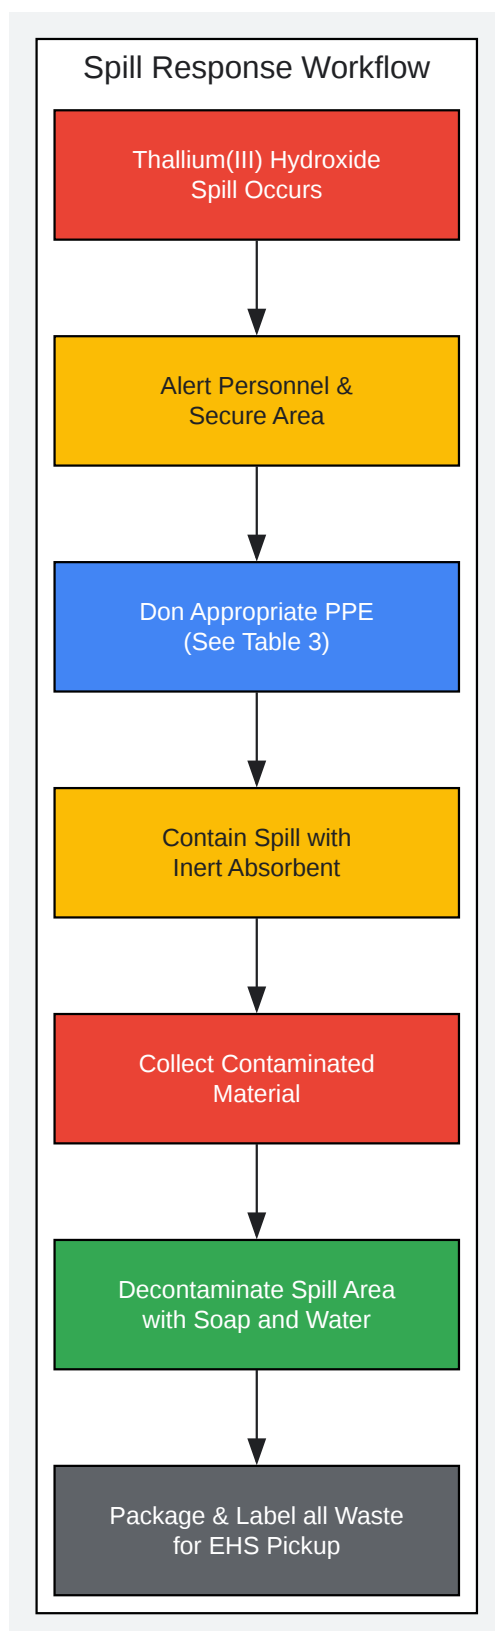 Spill Response Workflow
Thallium(III) Hydroxide
Spill Occurs
Alert Personnel &
Secure Area
Don Appropriate PPE
(See Table 3)
Contain Spill with
Inert Absorbent
Collect Contaminated
Material
Decontaminate Spill Area
with Soap and Water
Package & Label all Waste
for EHS Pickup